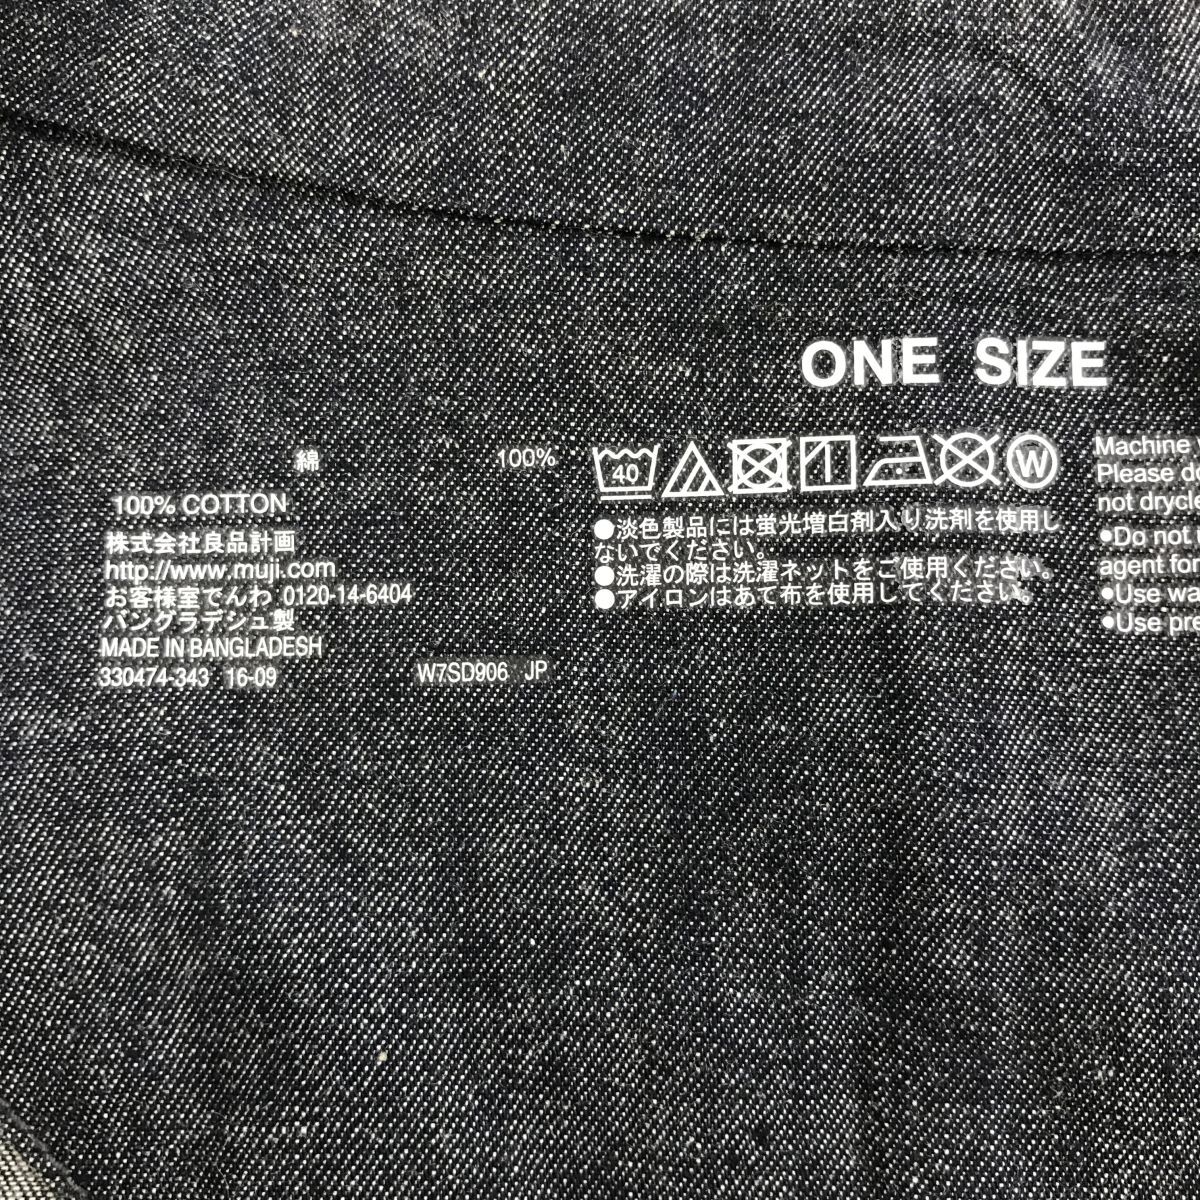 ONE SIZE
綿 100%
100% COTTON
株式会社良品計画
http://www.muji.com
お客様室でんわ 0120-14-6404
バングラデシュ製
MADE IN BANGLADESH
330474-343 16-09
W7SD906 JP
40
W
●淡色製品には蛍光増白剤入り洗剤を使用し
ないでください。
●洗濯の際は洗濯ネットをご使用ください。
●アイロンはあて布を使用してください。
Machine
Please
not
●Do not
agent for
●Use
●Use